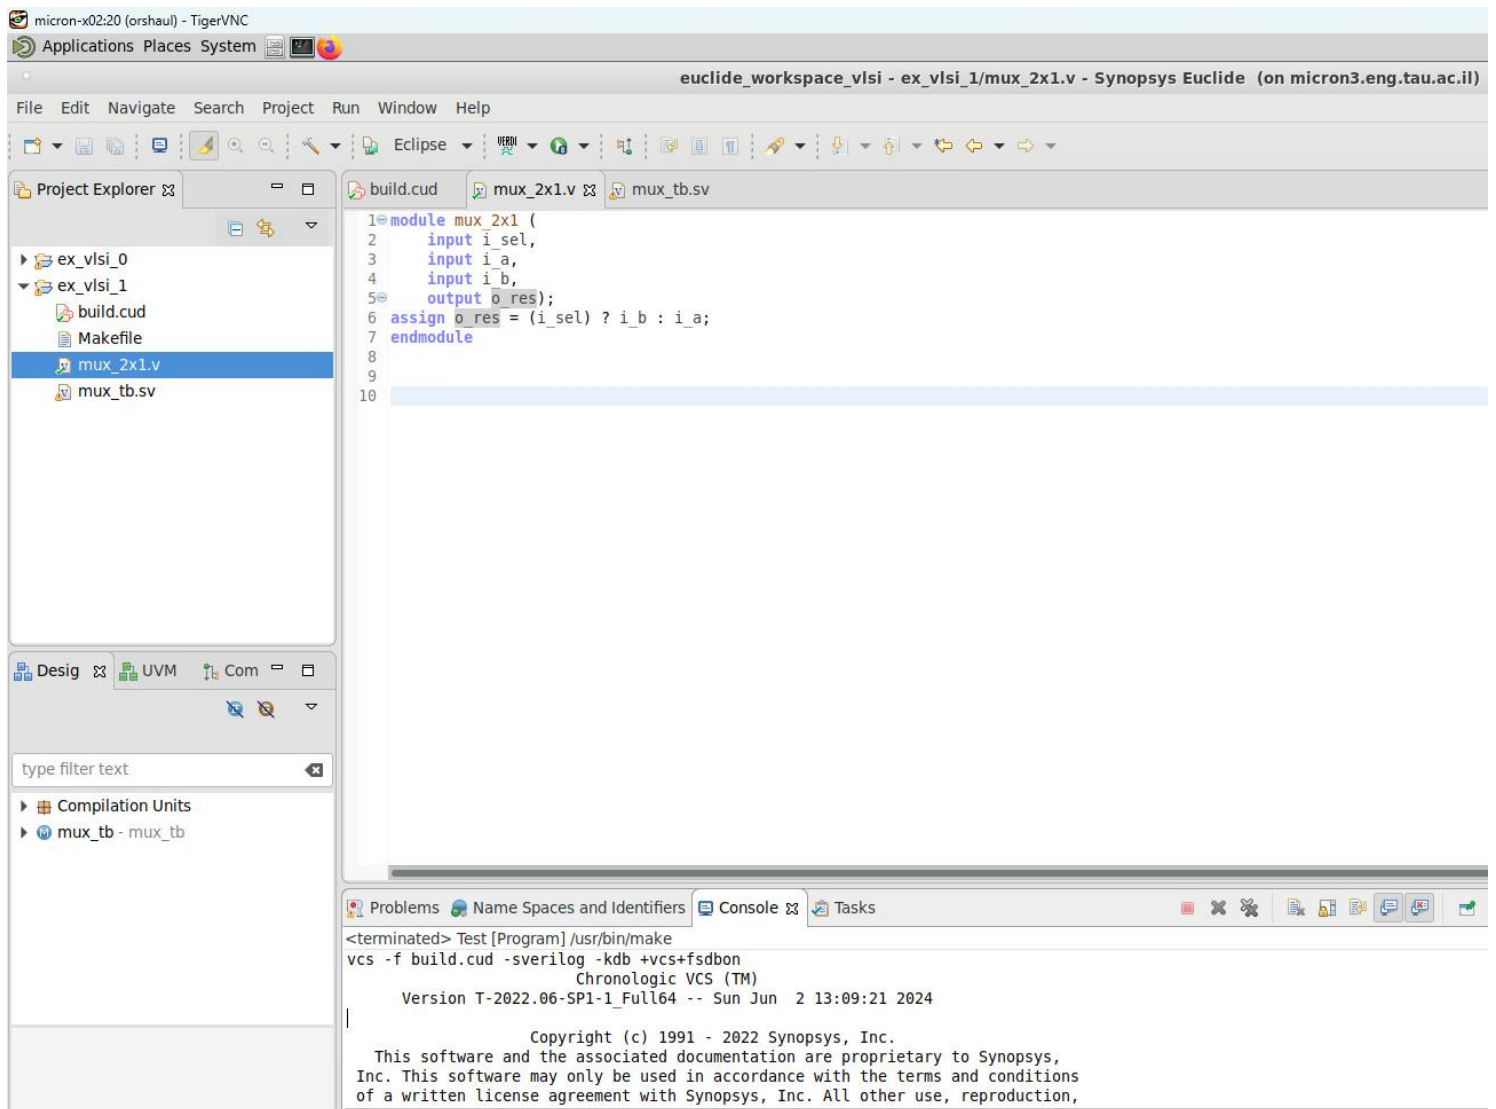 micron-x02:20 (orshaul) - TigerVNC
Applications Places System
euclide_workspace_vlsi - ex_vlsi_1/mux_2x1.v - Synopsys Euclide (on micron3.eng.tau.ac.il)
File Edit Navigate Search Project Run Window Help
Eclipse VERDI
Project Explorer
ex_vlsi_0
ex_vlsi_1
build.cud
Makefile
mux_2x1.v
mux_tb.sv
build.cud mux_2x1.v mux_tb.sv
1 module mux_2x1 (
2 input i_sel,
3 input i_a,
4 input i_b,
5 output o_res);
6 assign o_res = (i_sel) ? i_b : i_a;
7 endmodule
8
9
10
Desig UVM Com
type filter text
Compilation Units
mux_tb - mux_tb
Problems Name Spaces and Identifiers Console Tasks
<terminated> Test [Program] /usr/bin/make
vcs -f build.cud -sverilog -kdb +vcs+fsdbon
Chronologic VCS (TM)
Version T-2022.06-SP1-1_Full64 -- Sun Jun 2 13:09:21 2024
Copyright (c) 1991 - 2022 Synopsys, Inc.
This software and the associated documentation are proprietary to Synopsys,
Inc. This software may only be used in accordance with the terms and conditions
of a written license agreement with Synopsys, Inc. All other use, reproduction,